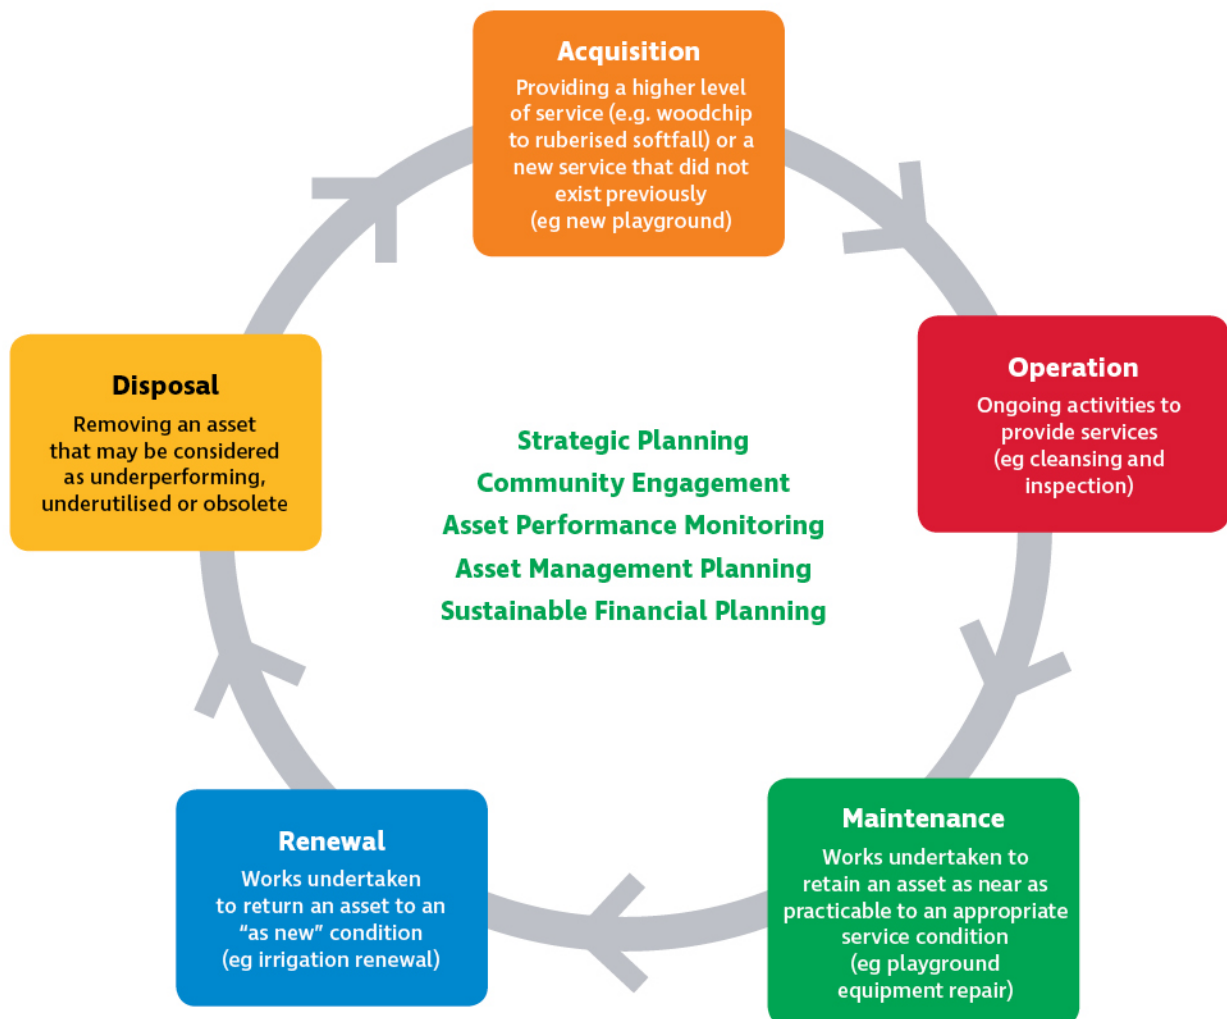 Acquisition
Providing a higher level
of service (e.g. woodchip
to ruberised softfall) or a
new service that did not
exist previously
(eg new playground)
Operation
Ongoing activities to
provide services
(eg cleansing and
inspection)
Maintenance
Works undertaken to
retain an asset as near as
practicable to an appropriate
service condition
(eg playground
equipment repair)
Renewal
Works undertaken
to return an asset to an
“as new” condition
(eg irrigation renewal)
Disposal
Removing an asset
that may be considered
as underperforming,
underutilised or obsolete
Strategic Planning
Community Engagement
Asset Performance Monitoring
Asset Management Planning
Sustainable Financial Planning